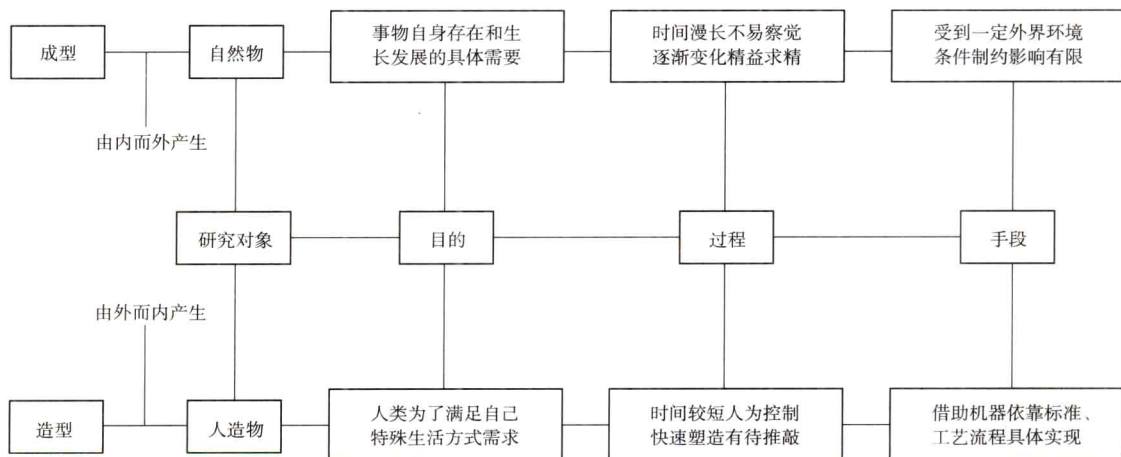 成型
自然物
事物自身存在和生
长发展的具体需要
时间漫长不易察觉
逐渐变化精益求精
受到一定外界环境
条件制约影响有限
由内而外产生
研究对象
目的
过程
手段
由外而内产生
造型
人造物
人类为了满足自己
特殊生活方式需求
时间较短人为控制
快速塑造有待推敲
借助机器依靠标准、
工艺流程具体实现